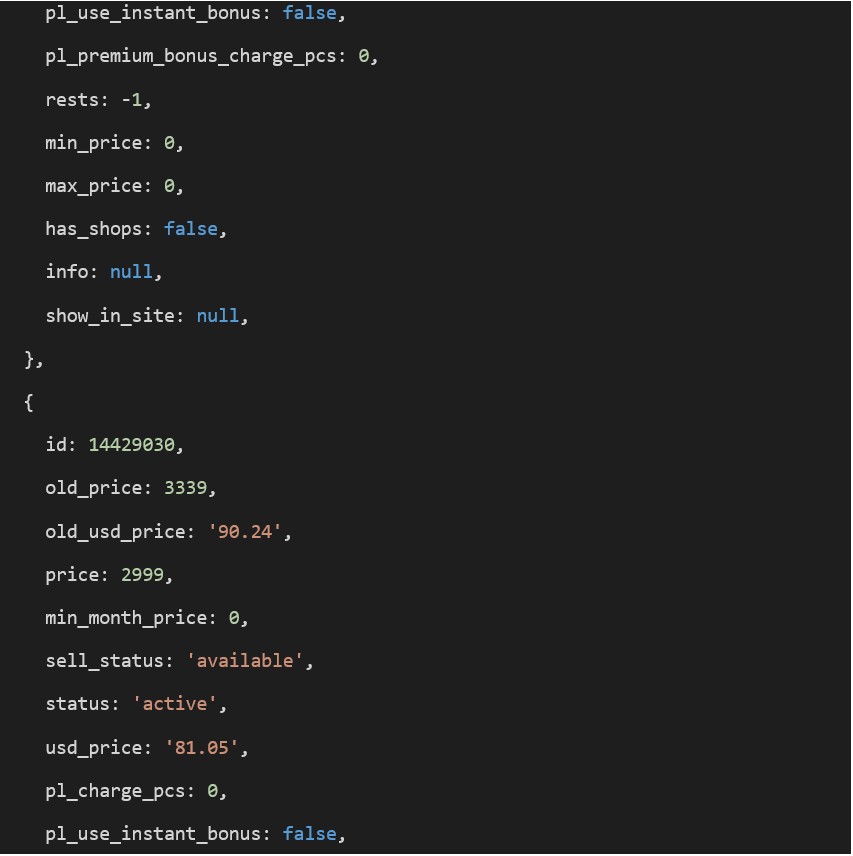 pl_use_instant_bonus: false,
pl_premium_bonus_charge_pcs: 0,
rests: -1,
min_price: 0,
max_price: 0,
has_shops: false,
info: null,
show_in_site: null,
},
{
id: 14429030,
old_price: 3339,
old_usd_price: '90.24',
price: 2999,
min_month_price: 0,
sell_status: 'available',
status: 'active',
usd_price: '81.05',
pl_charge_pcs: 0,
pl_use_instant_bonus: false,